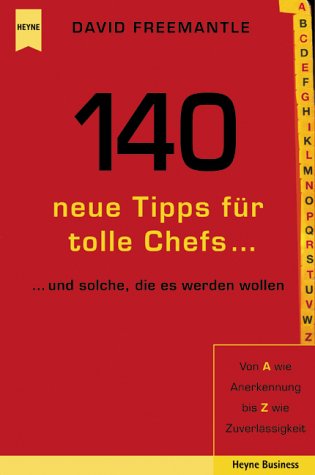 HEYNE
DAVID FREEMANTLE
A
B
C
D
E
F
G
H
I
K
L
M
N
O
P
Q
R
S
T
U
V
W
Z
140
neue Tipps für
tolle Chefs ...
... und solche, die es werden wollen
Von A wie
Anerkennung
bis Z wie
Zuverlässigkeit
Heyne Business